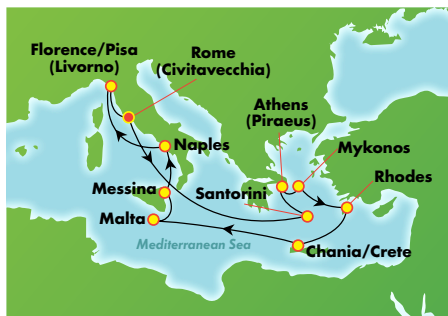 Florence/Pisa
(Livorno)
Rome
(Civitavecchia)
Athens
(Piraeus)
Mykonos
Naples
Rhodes
Messina
Santorini
Malta
Mediterranean Sea
Chania/Crete